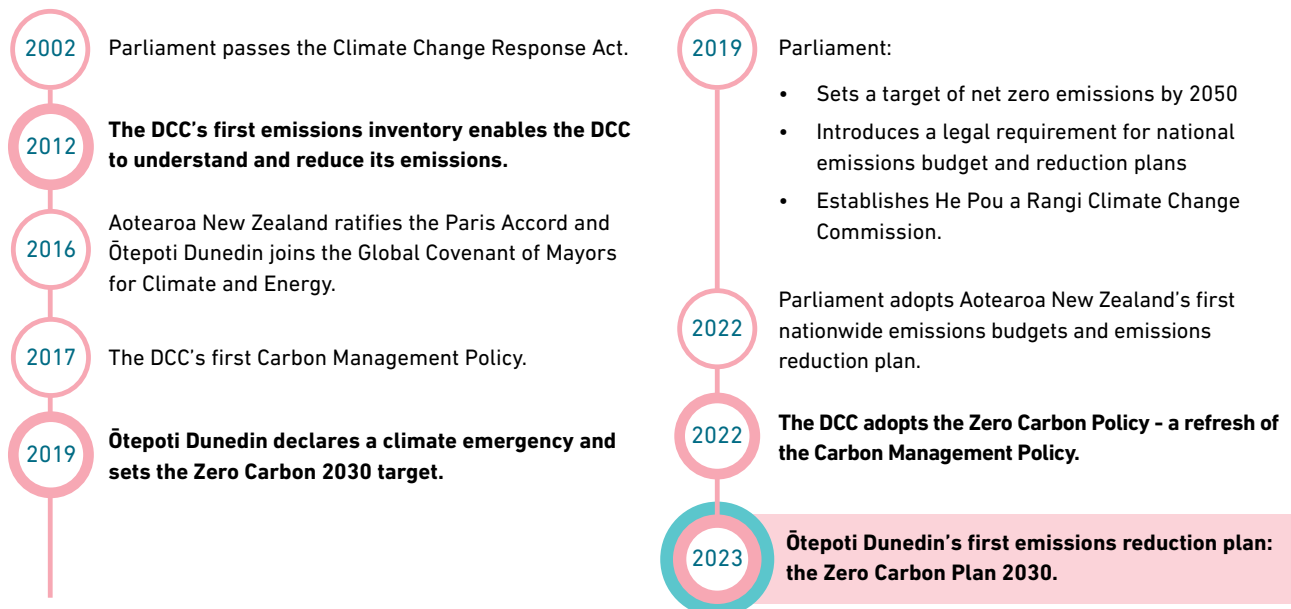 2002
Parliament passes the Climate Change Response Act.
2012
The DCC's first emissions inventory enables the DCC
to understand and reduce its emissions.
2016
Aotearoa New Zealand ratifies the Paris Accord and
Ōtepoti Dunedin joins the Global Covenant of Mayors
for Climate and Energy.
2017
The DCC's first Carbon Management Policy.
2019
Ōtepoti Dunedin declares a climate emergency and
sets the Zero Carbon 2030 target.
2019
Parliament:
• Sets a target of net zero emissions by 2050
• Introduces a legal requirement for national
emissions budget and reduction plans
• Establishes He Pou a Rangi Climate Change
Commission.
2022
Parliament adopts Aotearoa New Zealand's first
nationwide emissions budgets and emissions
reduction plan.
2022
The DCC adopts the Zero Carbon Policy - a refresh of
the Carbon Management Policy.
2023
Ōtepoti Dunedin's first emissions reduction plan:
the Zero Carbon Plan 2030.